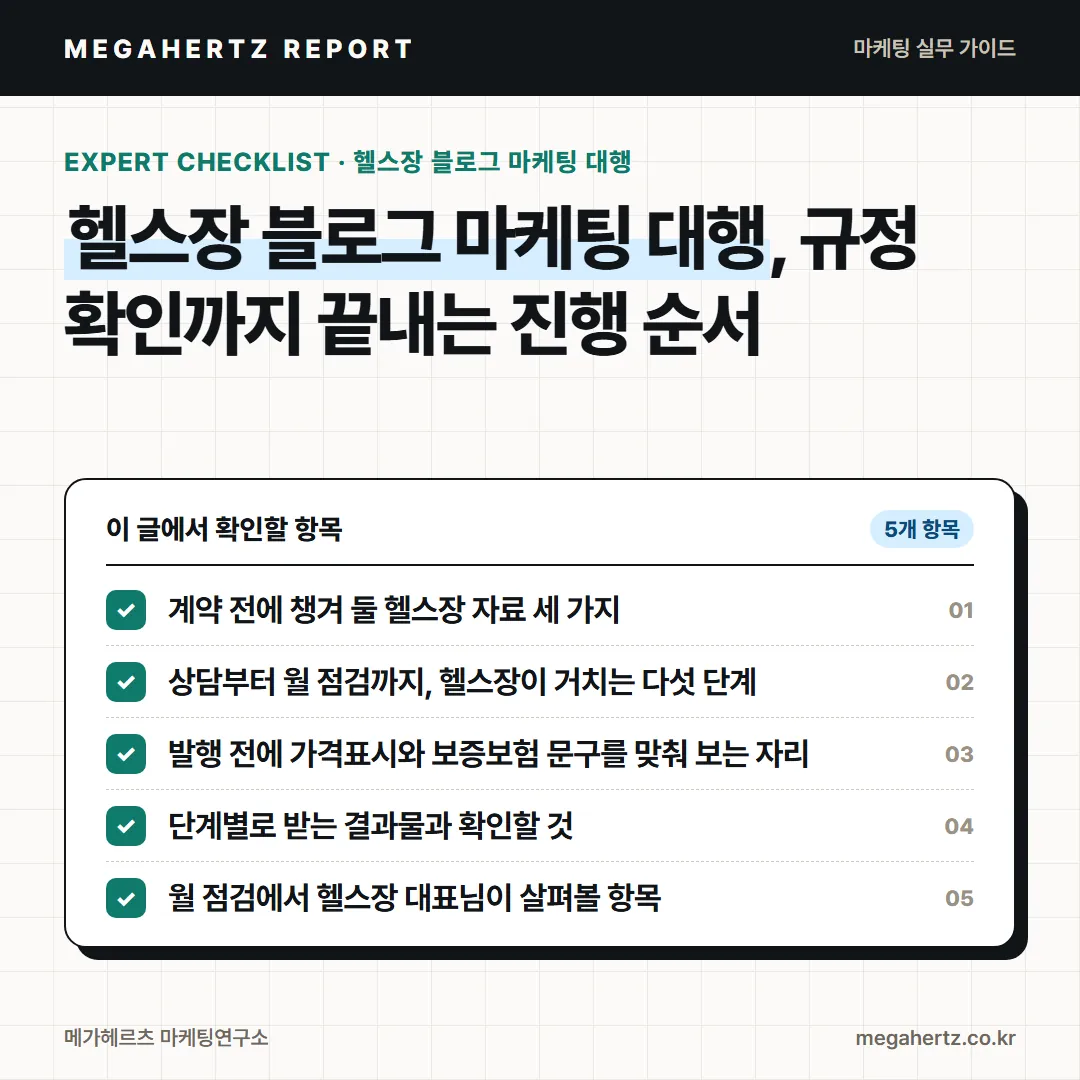 MEGAHERTZ REPORT
마케팅 실무 가이드
EXPERT CHECKLIST · 헬스장 블로그 마케팅 대행
헬스장 블로그 마케팅 대행, 규정
확인까지 끝내는 진행 순서
이 글에서 확인할 항목
5개 항목
계약 전에 챙겨 둘 헬스장 자료 세 가지
01
상담부터 월 점검까지, 헬스장이 거치는 다섯 단계
02
발행 전에 가격표시와 보증보험 문구를 맞춰 보는 자리
03
단계별로 받는 결과물과 확인할 것
04
월 점검에서 헬스장 대표님이 살펴볼 항목
05
메가헤르츠 마케팅연구소
megahertz.co.kr